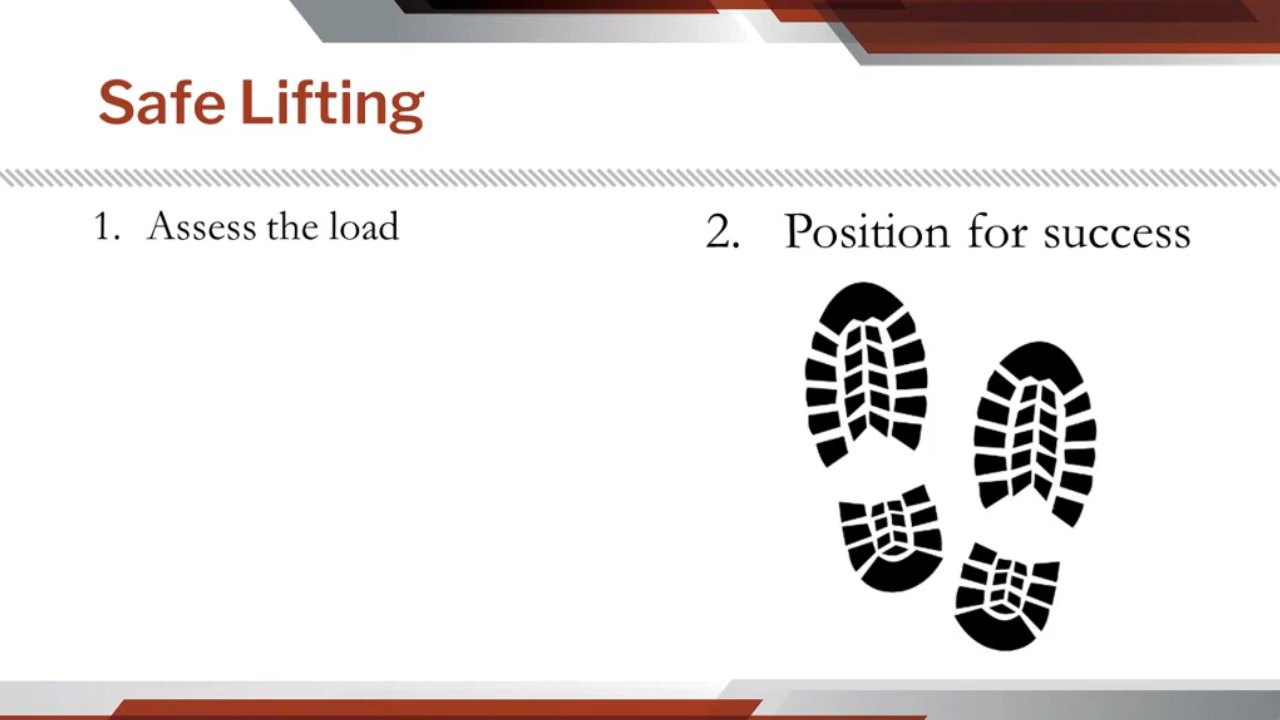 Safe Lifting
1. Assess the load
2. Position for success